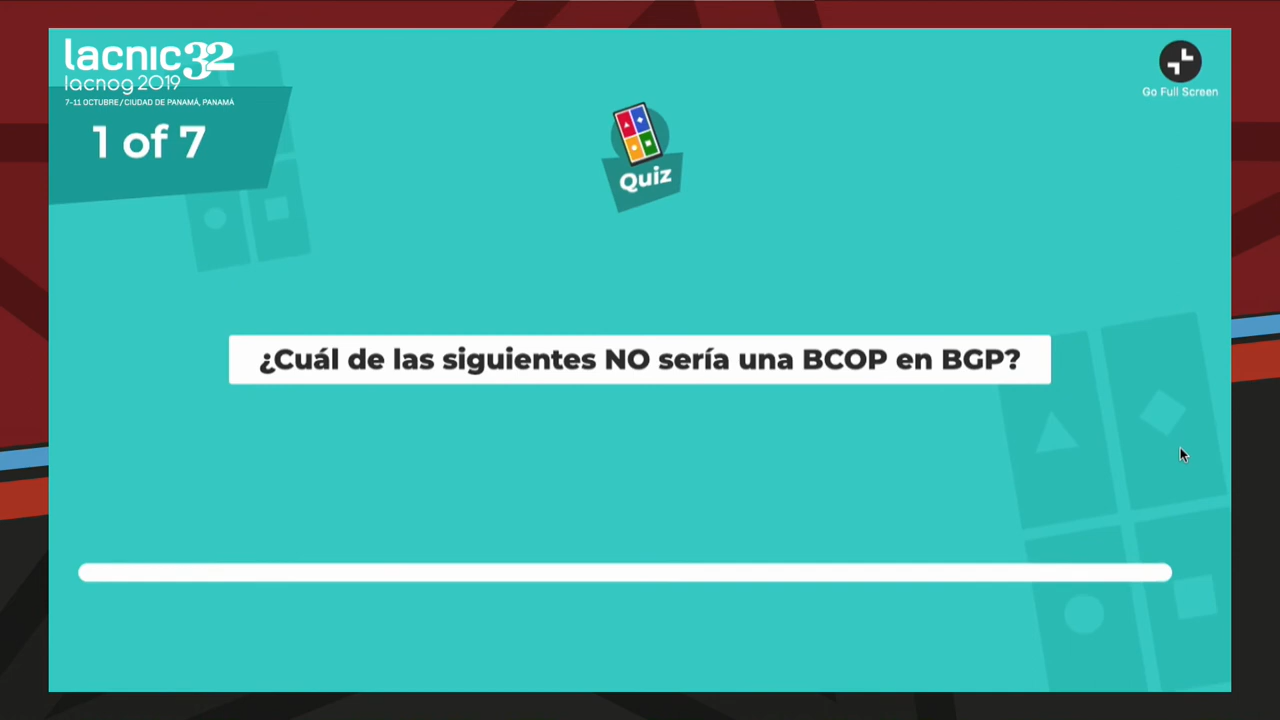 lacnic32
lacnog 2019
7-11 OCTUBRE / CIUDAD DE PANAMÁ, PANAMÁ
1 of 7
Go Full Screen
Quiz
¿Cuál de las siguientes NO sería una BCOP en BGP?